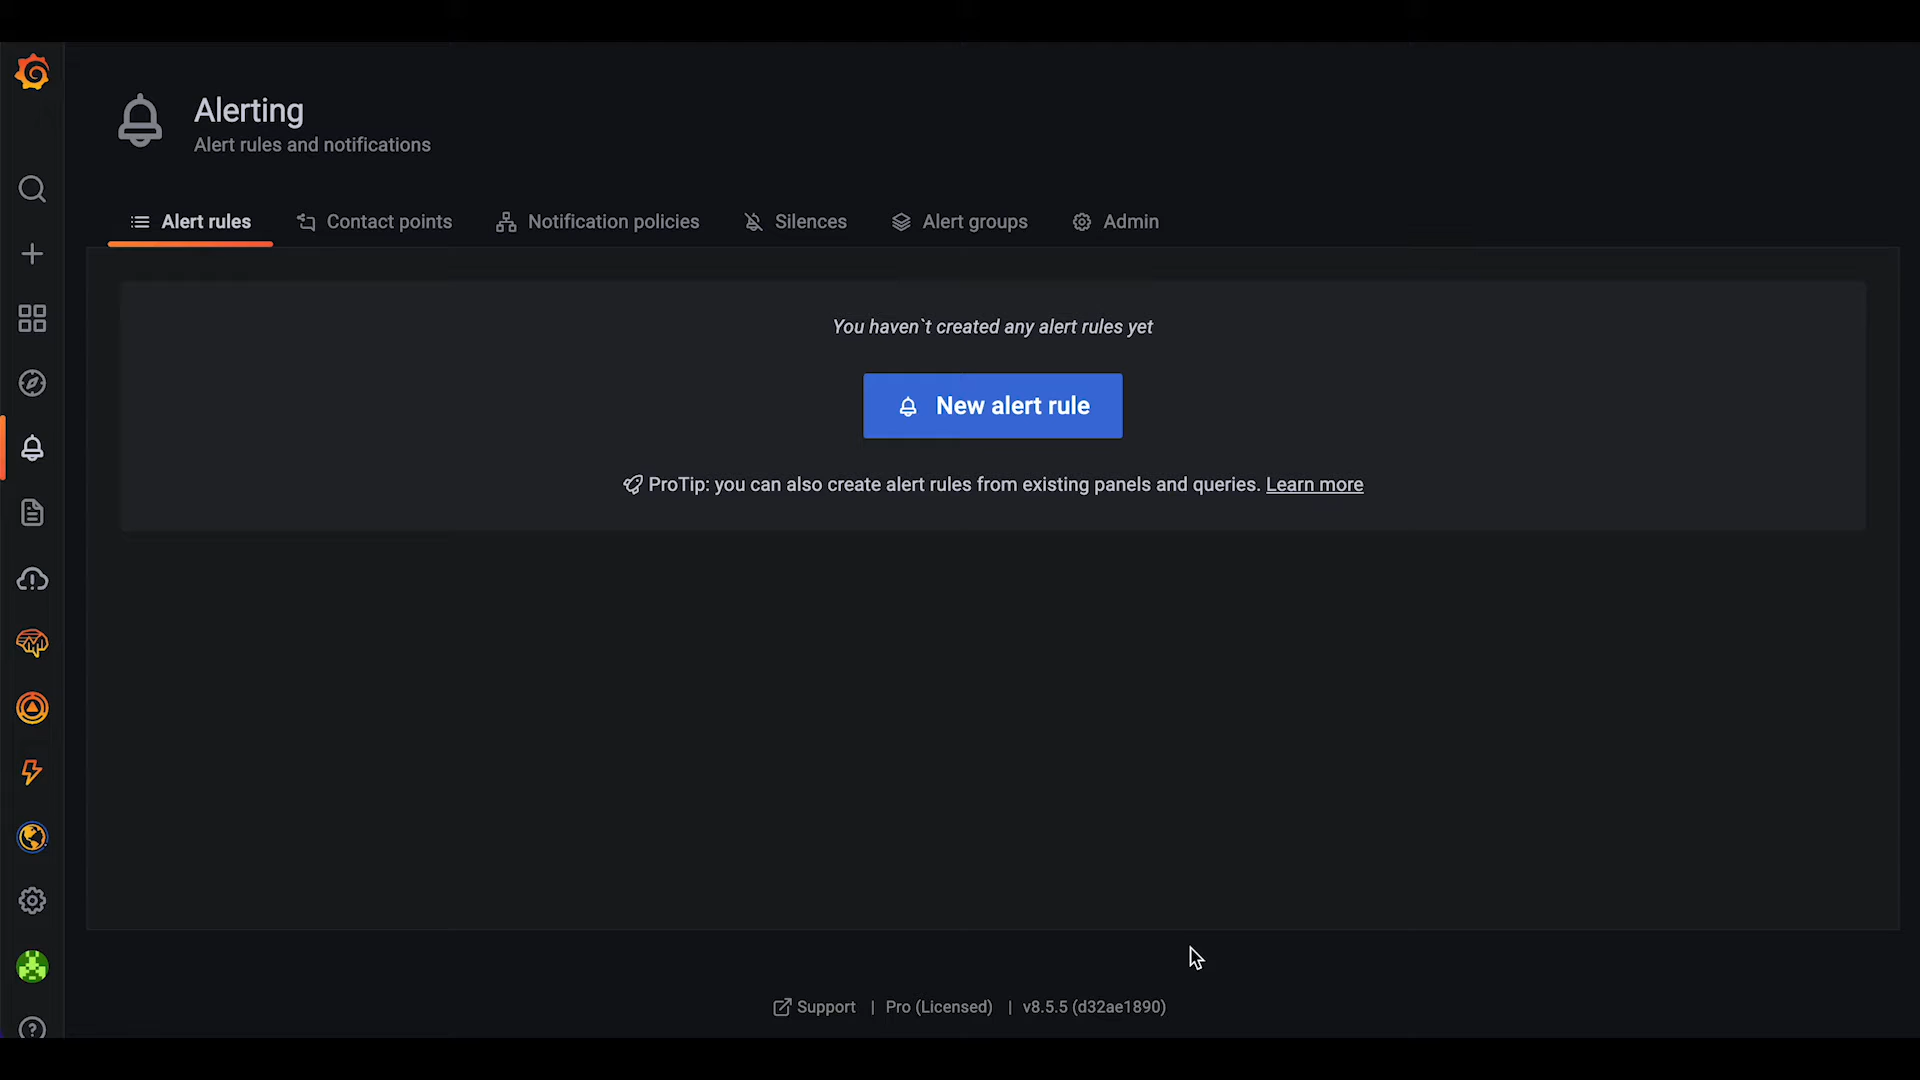 Alerting
Alert rules and notifications
Alert rules Contact points Notification policies Silences Alert groups Admin
You haven`t created any alert rules yet
New alert rule
ProTip: you can also create alert rules from existing panels and queries. Learn more
Support | Pro (Licensed) | v8.5.5 (d32ae1890)